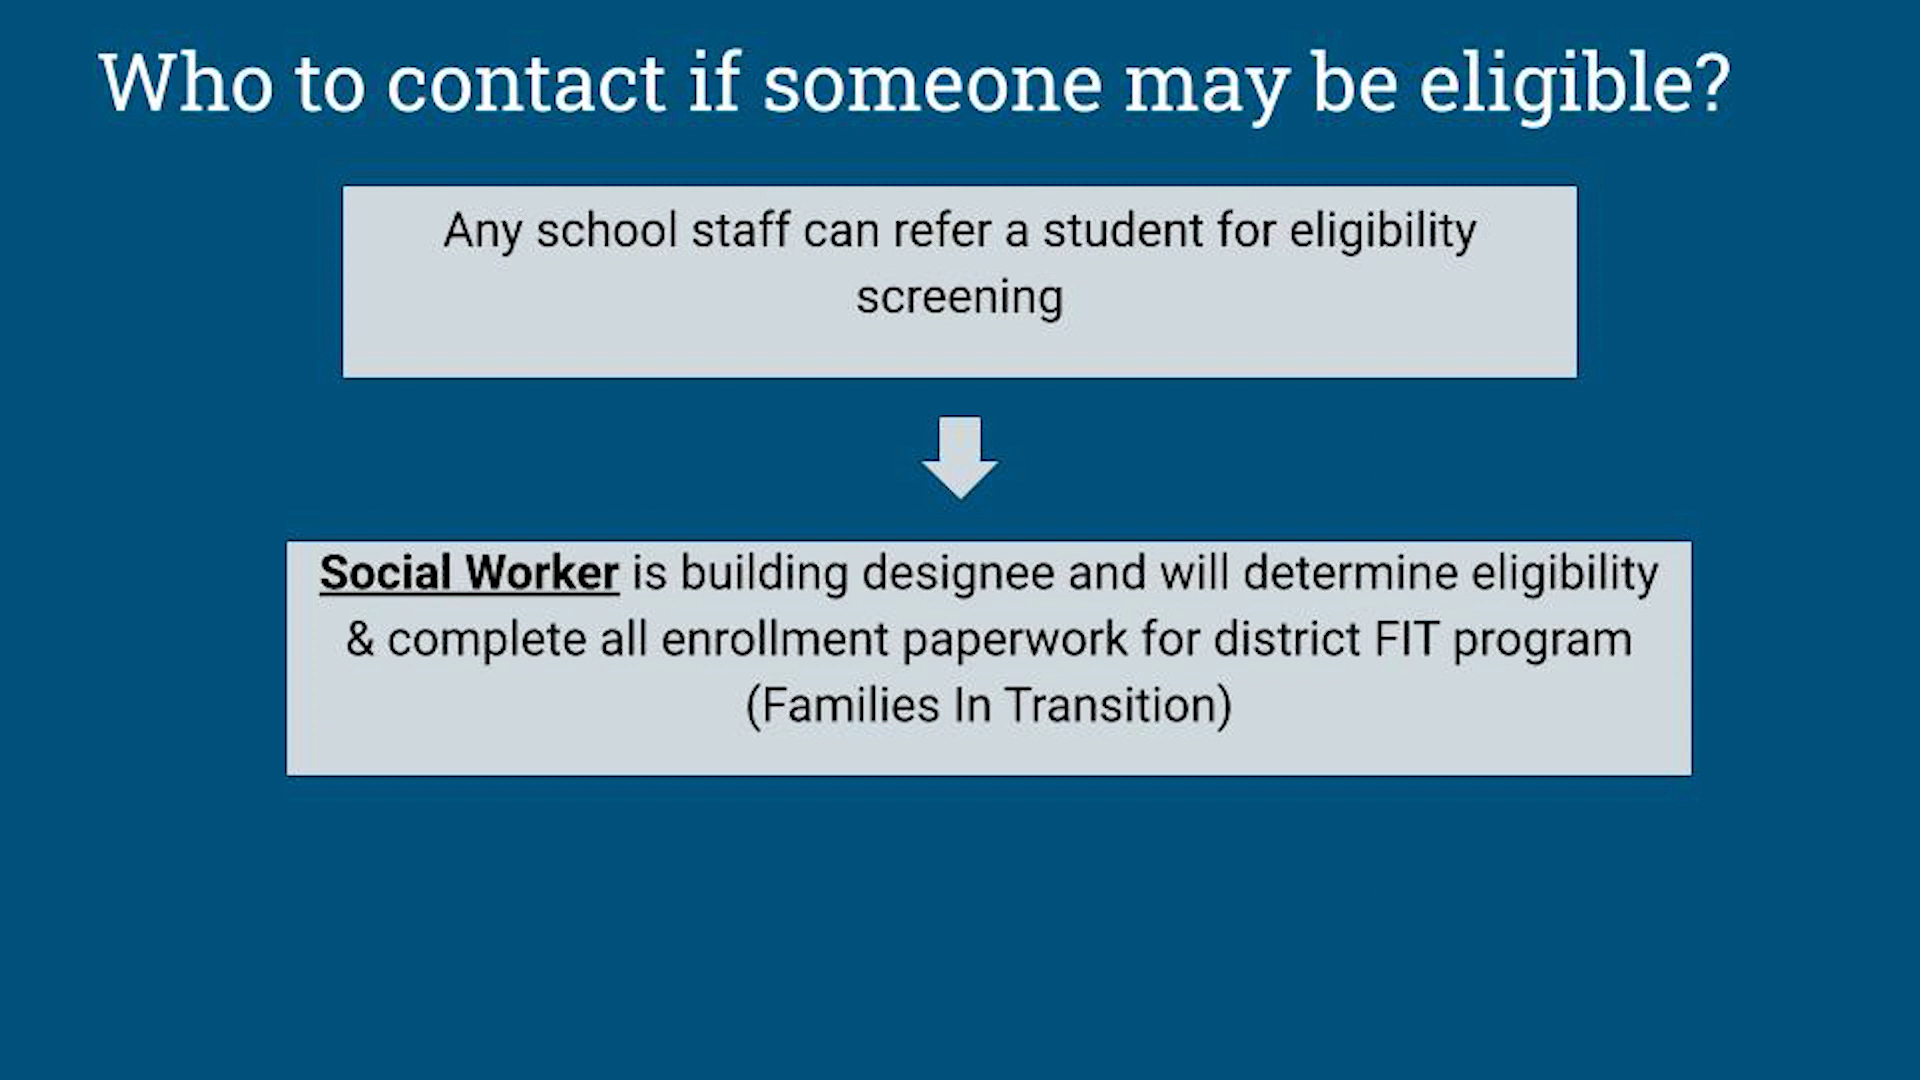 Who to contact if someone may be eligible?
Any school staff can refer a student for eligibility
screening
Social Worker is building designee and will determine eligibility
& complete all enrollment paperwork for district FIT program
(Families In Transition)